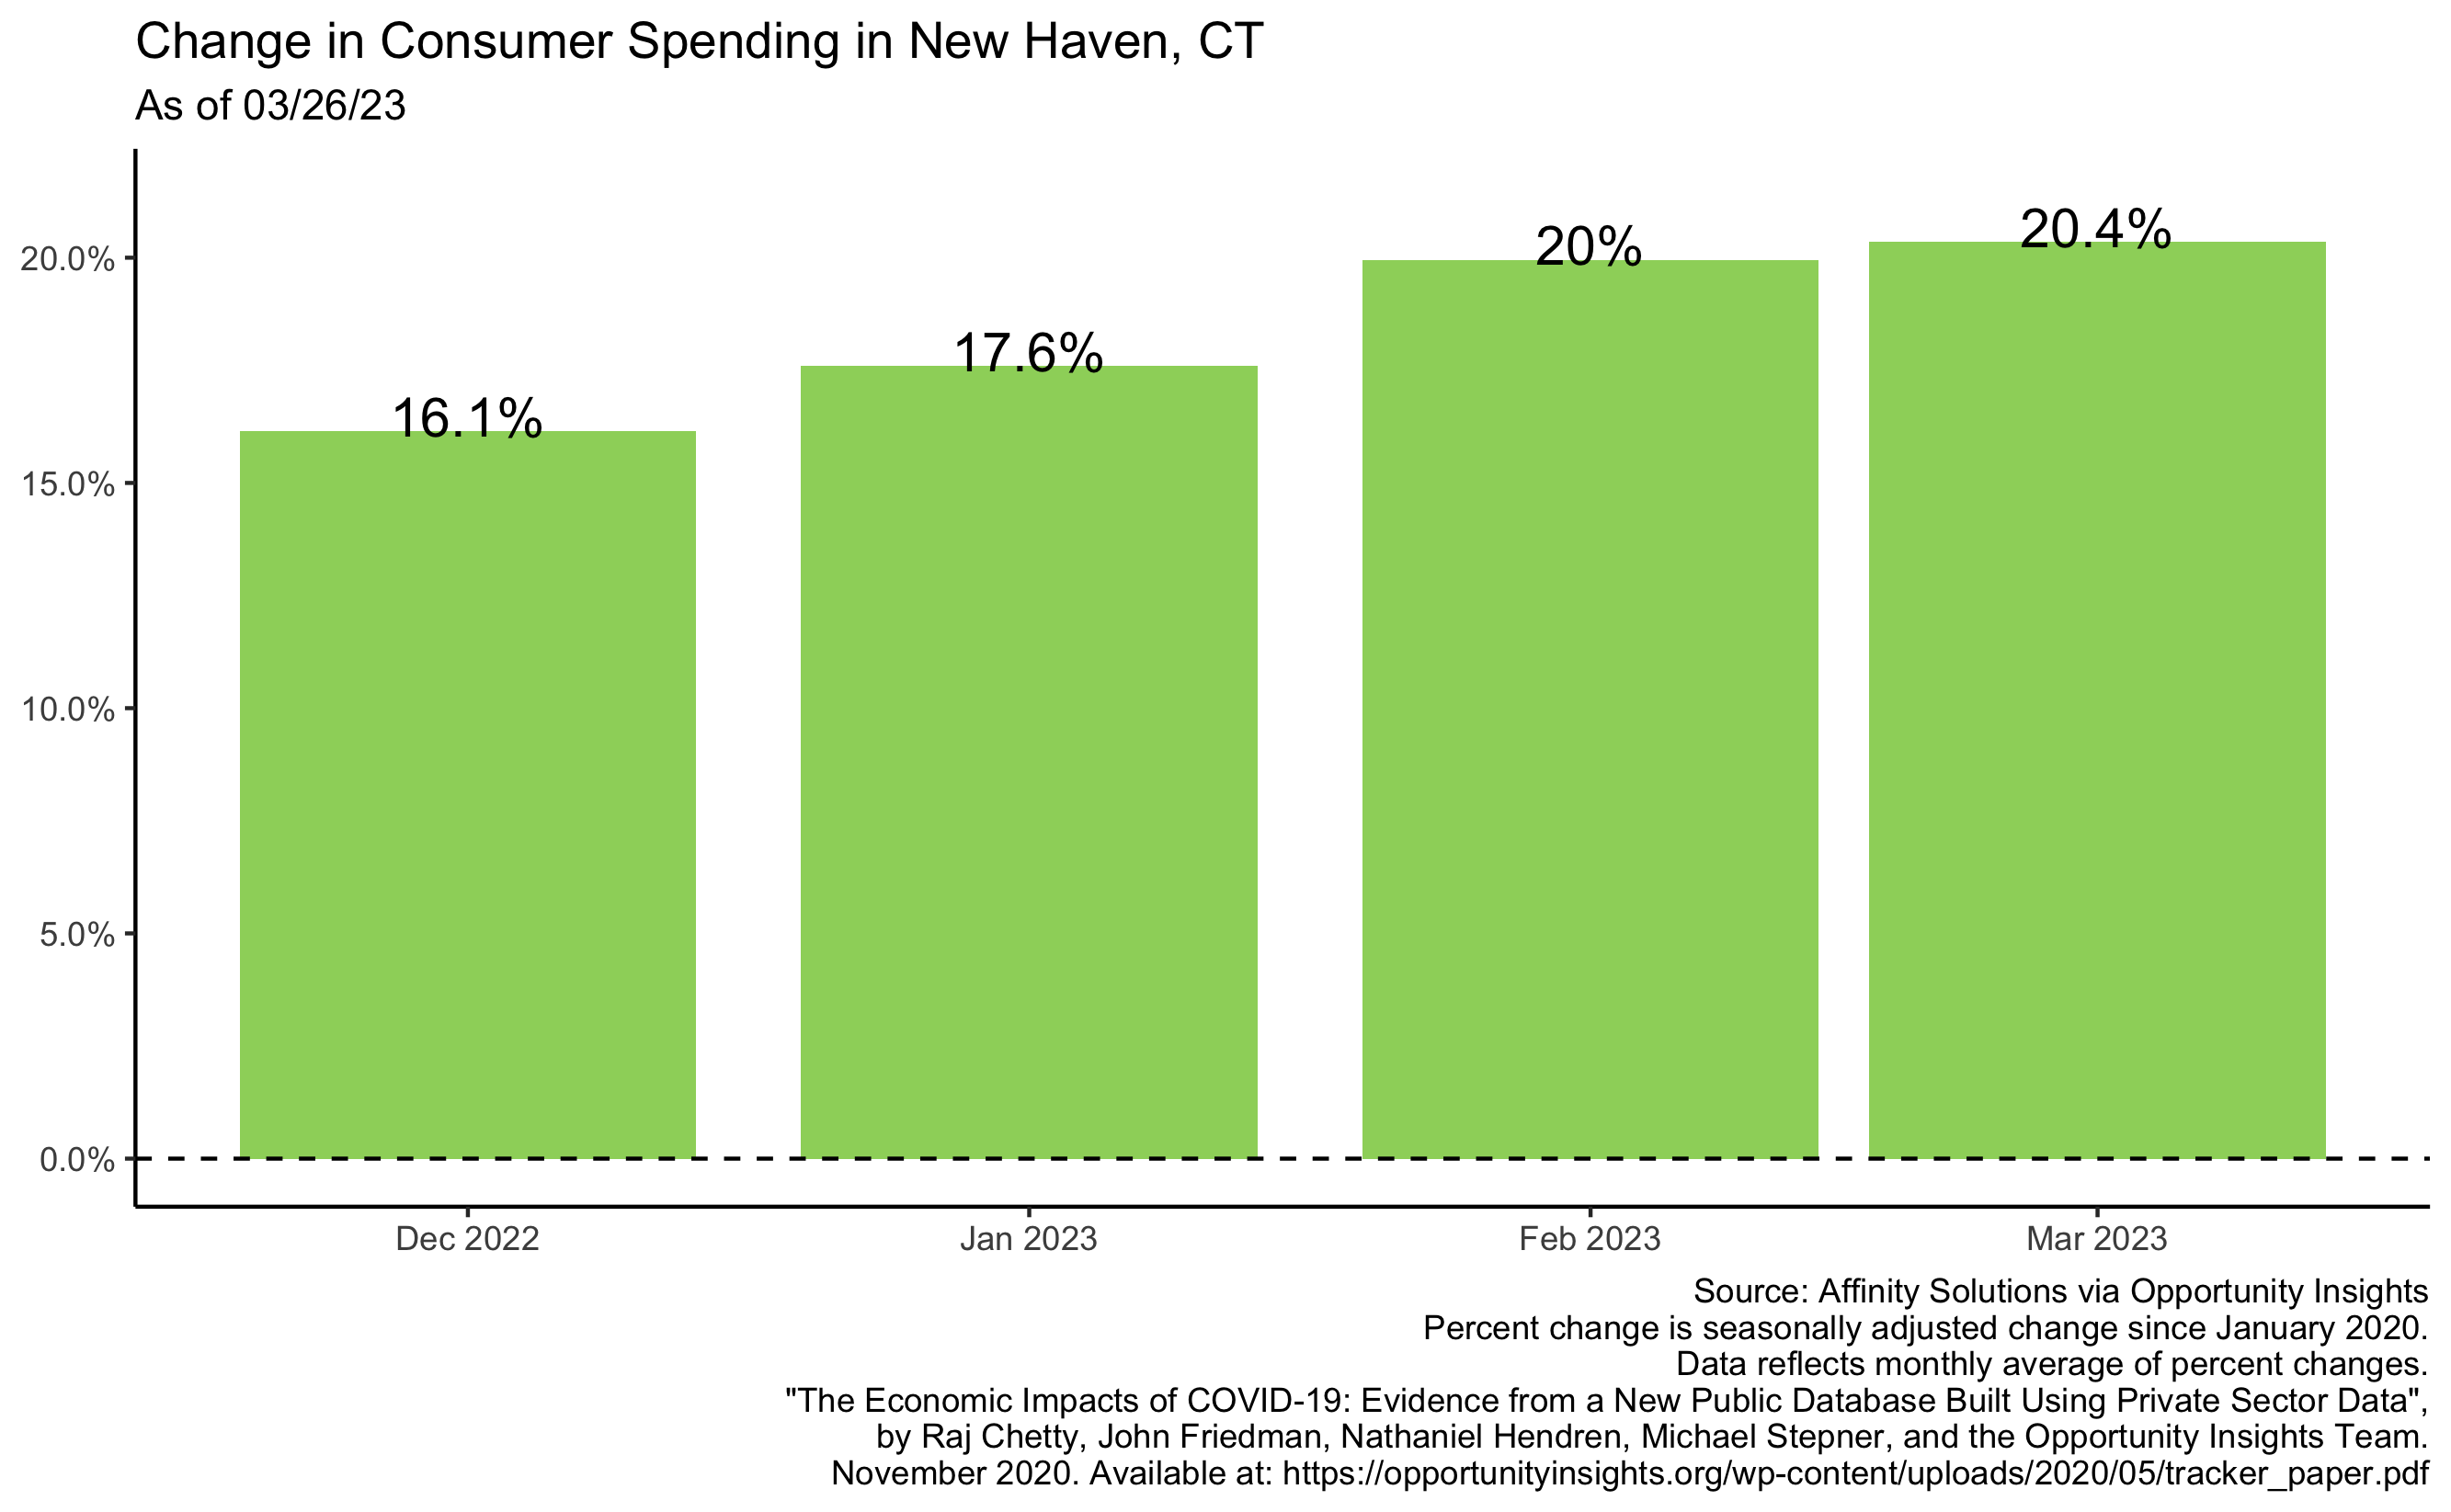 Change in Consumer Spending in New Haven, CT
As of 03/26/23
20.0%
15.0%
10.0%
5.0%
0.0%
16.1%
17.6%
20%
20.4%
Dec 2022
Jan 2023
Feb 2023
Mar 2023
Source: Affinity Solutions via Opportunity Insights
Percent change is seasonally adjusted change since January 2020.
Data reflects monthly average of percent changes.
"The Economic Impacts of COVID-19: Evidence from a New Public Database Built Using Private Sector Data",
by Raj Chetty, John Friedman, Nathaniel Hendren, Michael Stepner, and the Opportunity Insights Team.
November 2020. Available at: https://opportunityinsights.org/wp-content/uploads/2020/05/tracker_paper.pdf